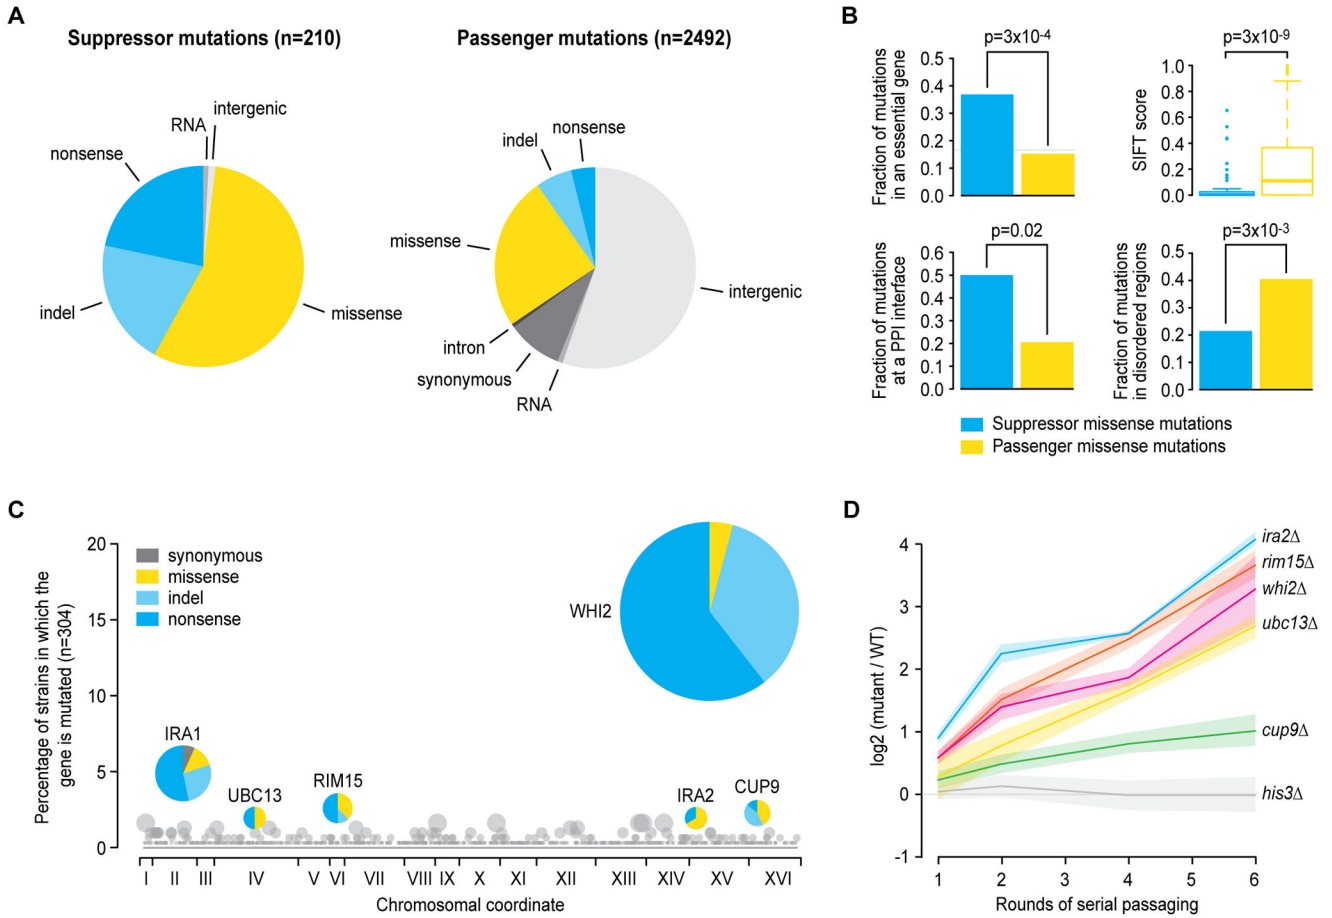 A
Suppressor mutations (n=210)
Passenger mutations (n=2492)
intergenic
RNA
nonsense
indel
missense
nonsense
indel
missense
intergenic
intron
synonymous
RNA
B
p=3x10-4
Fraction of mutations
in an essential gene
0.5
0.4
0.3
0.2
0.1
0.0
p=3x10-9
SIFT score
1.0
0.8
0.6
0.4
0.2
0.0
p=0.02
Fraction of mutations
at a PPI interface
0.6
0.5
0.4
0.3
0.2
0.1
0.0
p=3x10-3
Fraction of mutations
in disordered regions
0.5
0.4
0.3
0.2
0.1
0.0
Suppressor missense mutations
Passenger missense mutations
C
Percentage of strains in which the
gene is mutated (n=304)
20
15
10
5
0
synonymous
missense
indel
nonsense
WHI2
IRA1
UBC13
RIM15
IRA2
CUP9
I II III IV V VI VII VIII IX X XI XII XIII XIV XV XVI
Chromosomal coordinate
D
log2 (mutant / WT)
4
3
2
1
0
-1
ira2Δ
rim15Δ
whi2Δ
ubc13Δ
cup9Δ
his3Δ
1 2 3 4 5 6
Rounds of serial passaging